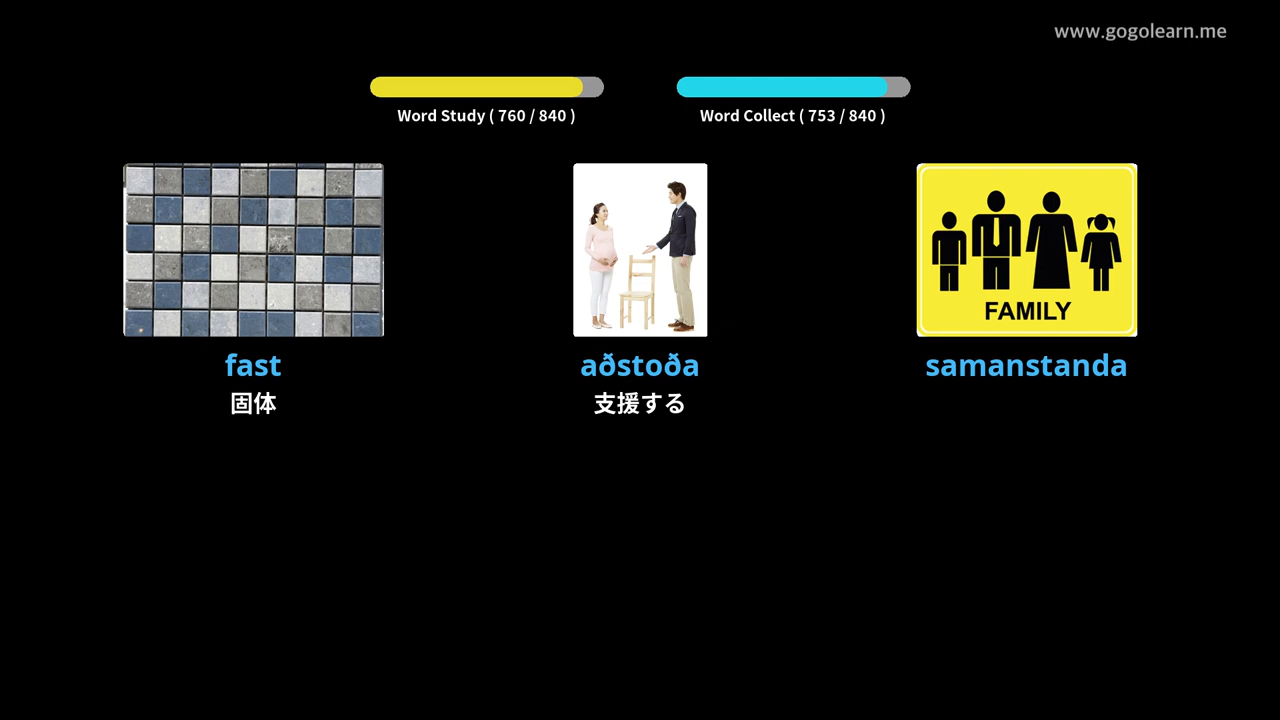 www.gogolearn.me
Word Study ( 760 / 840 )
Word Collect ( 753 / 840 )
FAMILY
fast
固体
aðstoða
支援する
samanstanda